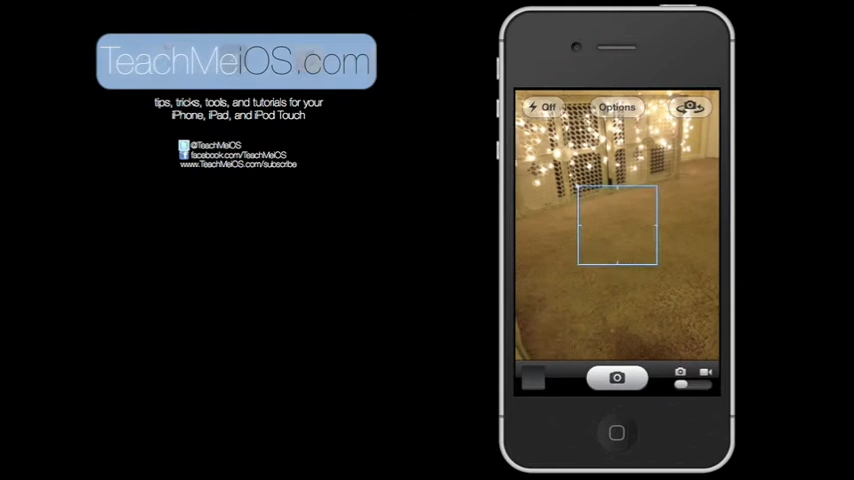 TeachMeiOS.com
tips, tricks, tools, and tutorials for your
iPhone, iPad, and iPod Touch
@TeachMeiOS
facebook.com/TeachMeiOS
www.TeachMeiOS.com/subscribe
Off
Options